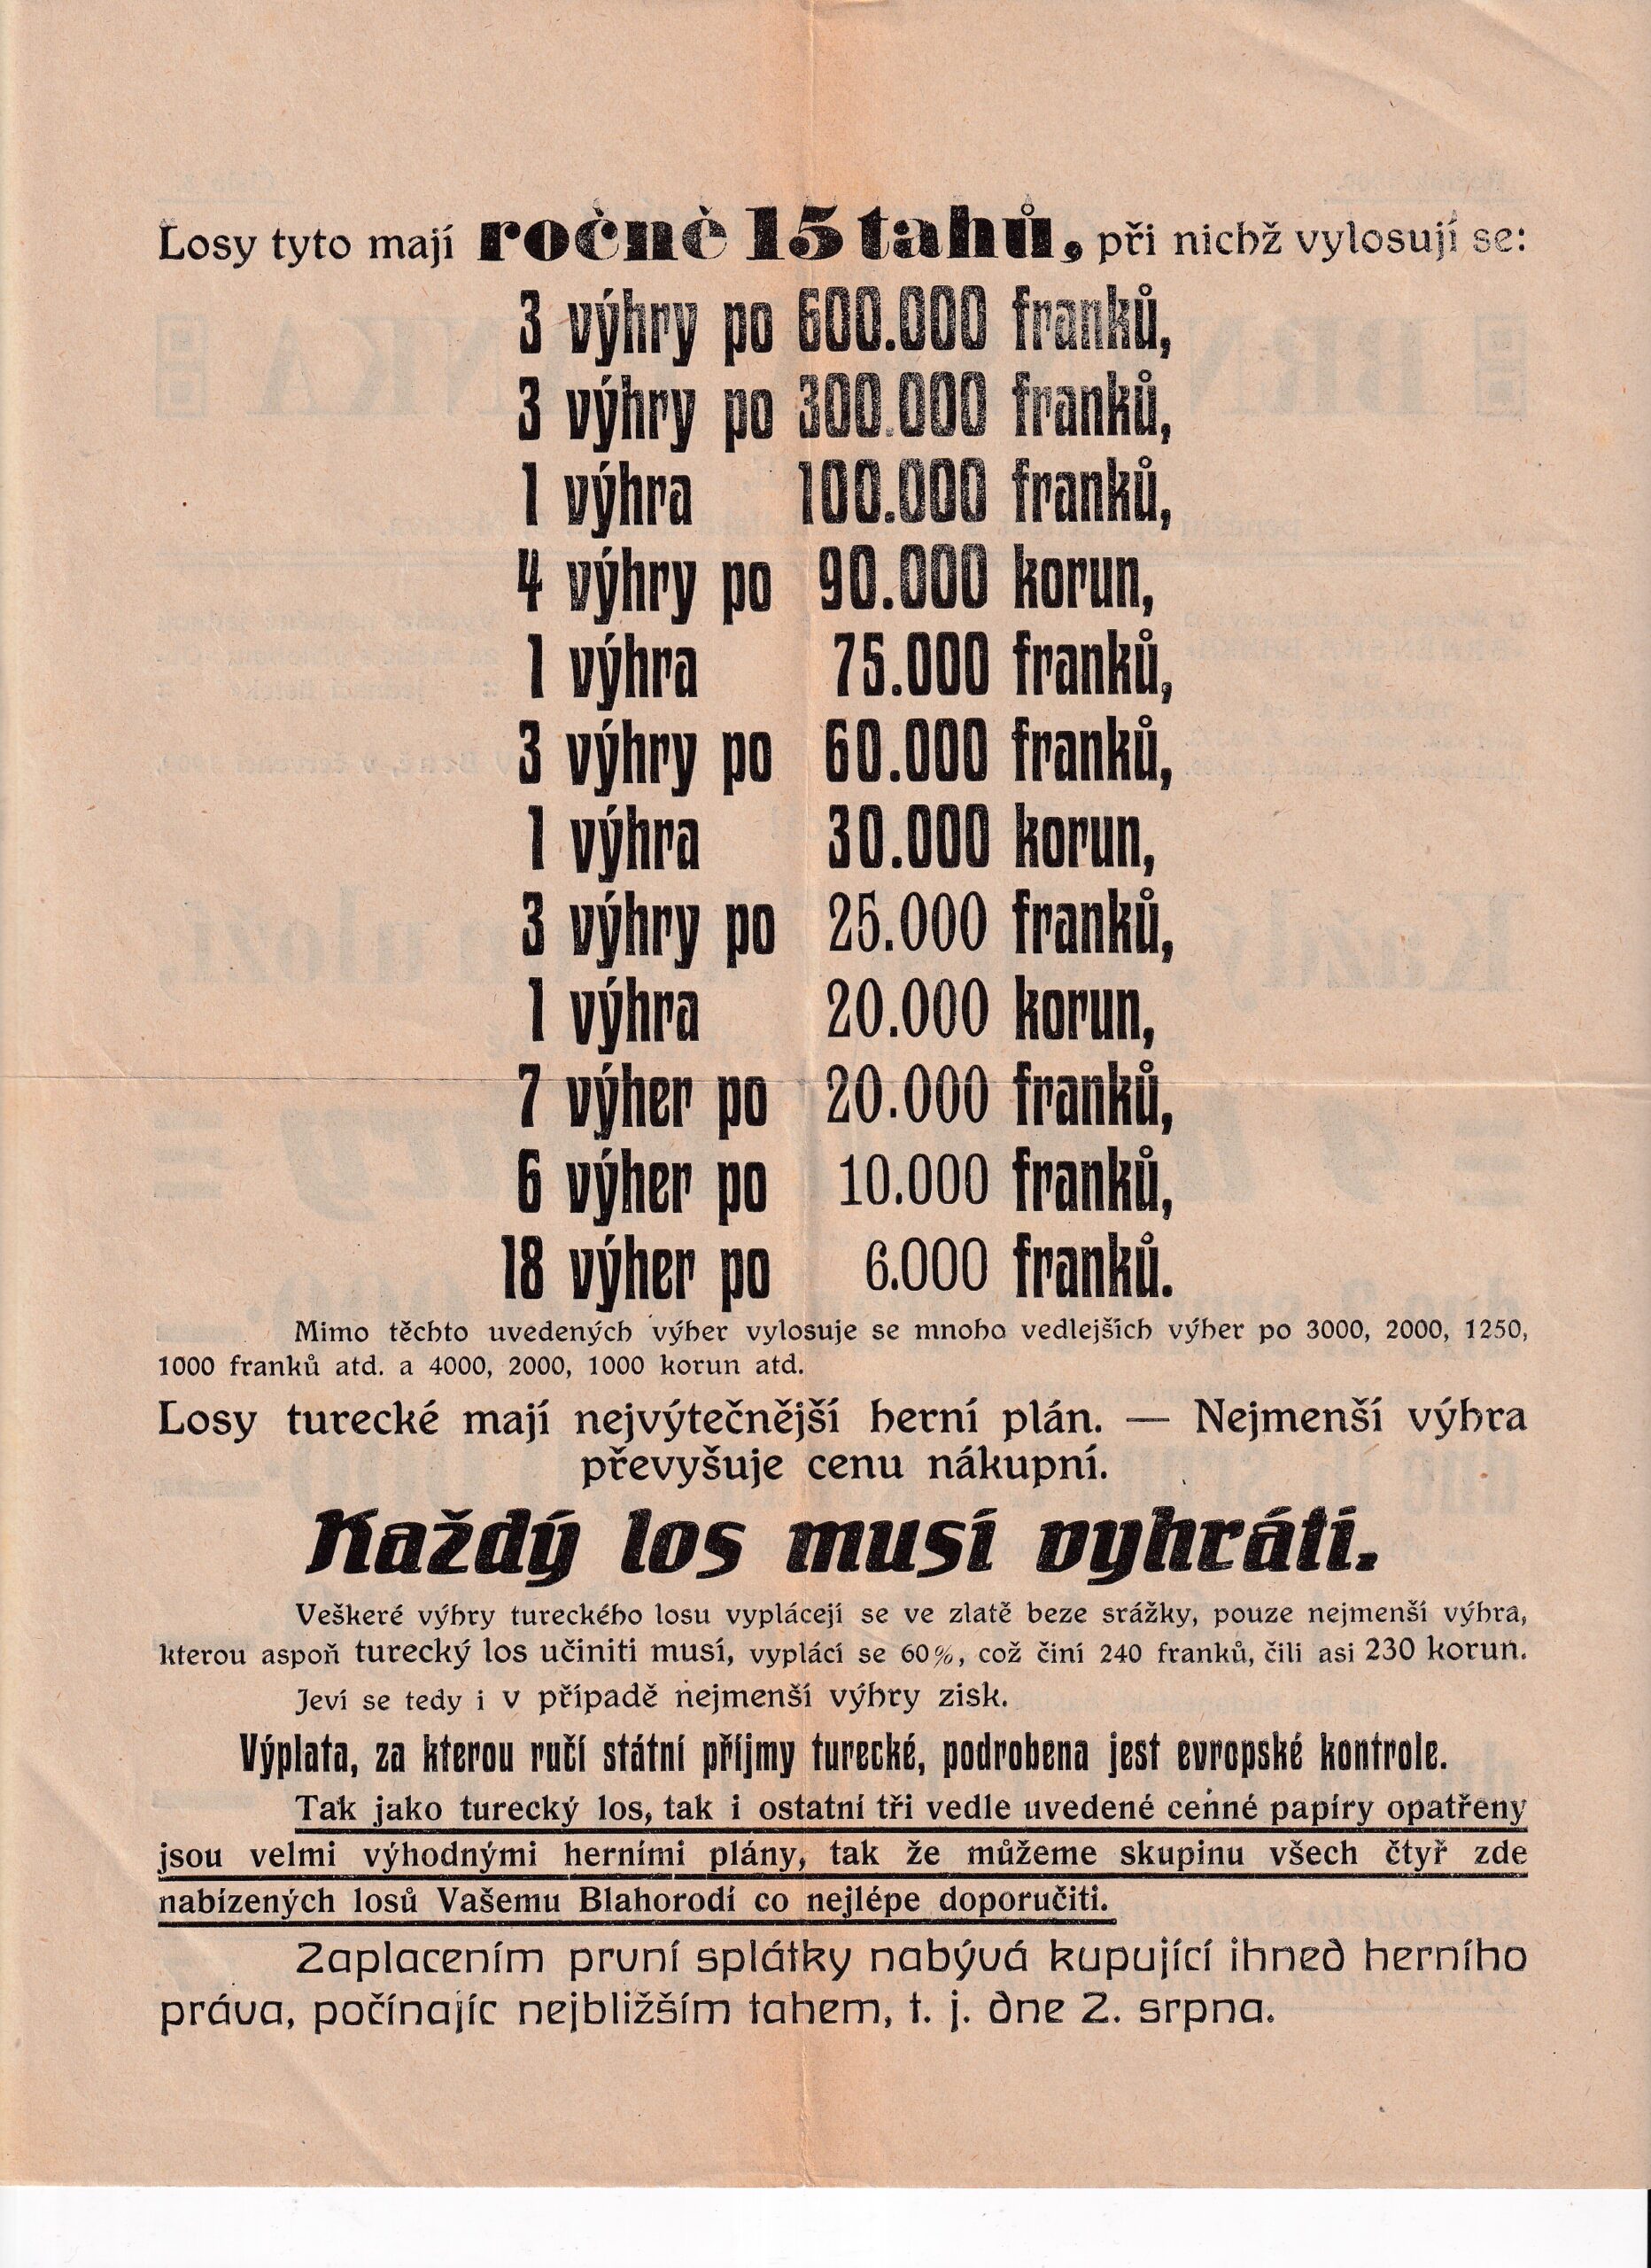 Losy tyto mají ročně 15 tahů, při nichž vylosují se:
3 výhry po 600.000 franků,
3 výhry po 300.000 franků,
1 výhra 100.000 franků,
4 výhry po 90.000 korun,
1 výhra 75.000 franků,
3 výhry po 60.000 franků,
1 výhra 30.000 korun,
3 výhry po 25.000 franků,
1 výhra 20.000 korun,
7 výher po 20.000 franků,
6 výher po 10.000 franků,
18 výher po 6.000 franků.
Mimo těchto uvedených výher vylosuje se mnoho vedlejších výher po 3000, 2000, 1250,
1000 franků atd. a 4000, 2000, 1000 korun atd.
Losy turecké mají nejvýtečnější herní plán. — Nejmenší výhra
převyšuje cenu nákupní.
Každý los musí vyhráti.
Veškeré výhry tureckého losu vyplácejí se ve zlatě beze srážky, pouze nejmenší výhra,
kterou aspoň turecký los učiniti musí, vyplácí se 60%, což činí 240 franků, čili asi 230 korun.
Jeví se tedy i v případě nejmenší výhry zisk.
Výplata, za kterou ručí státní příjmy turecké, podrobena jest evropské kontrole.
Tak jako turecký los, tak i ostatní tři vedle uvedené cenné papíry opatřeny
jsou velmi výhodnými herními plány, tak že můžeme skupinu všech čtyř zde
nabízených losů Vašemu Blahorodí co nejlépe doporučiti.
Zaplacením první splátky nabývá kupující ihned herního
práva, počínajíc nejbližším tahem, t. j. dne 2. srpna.